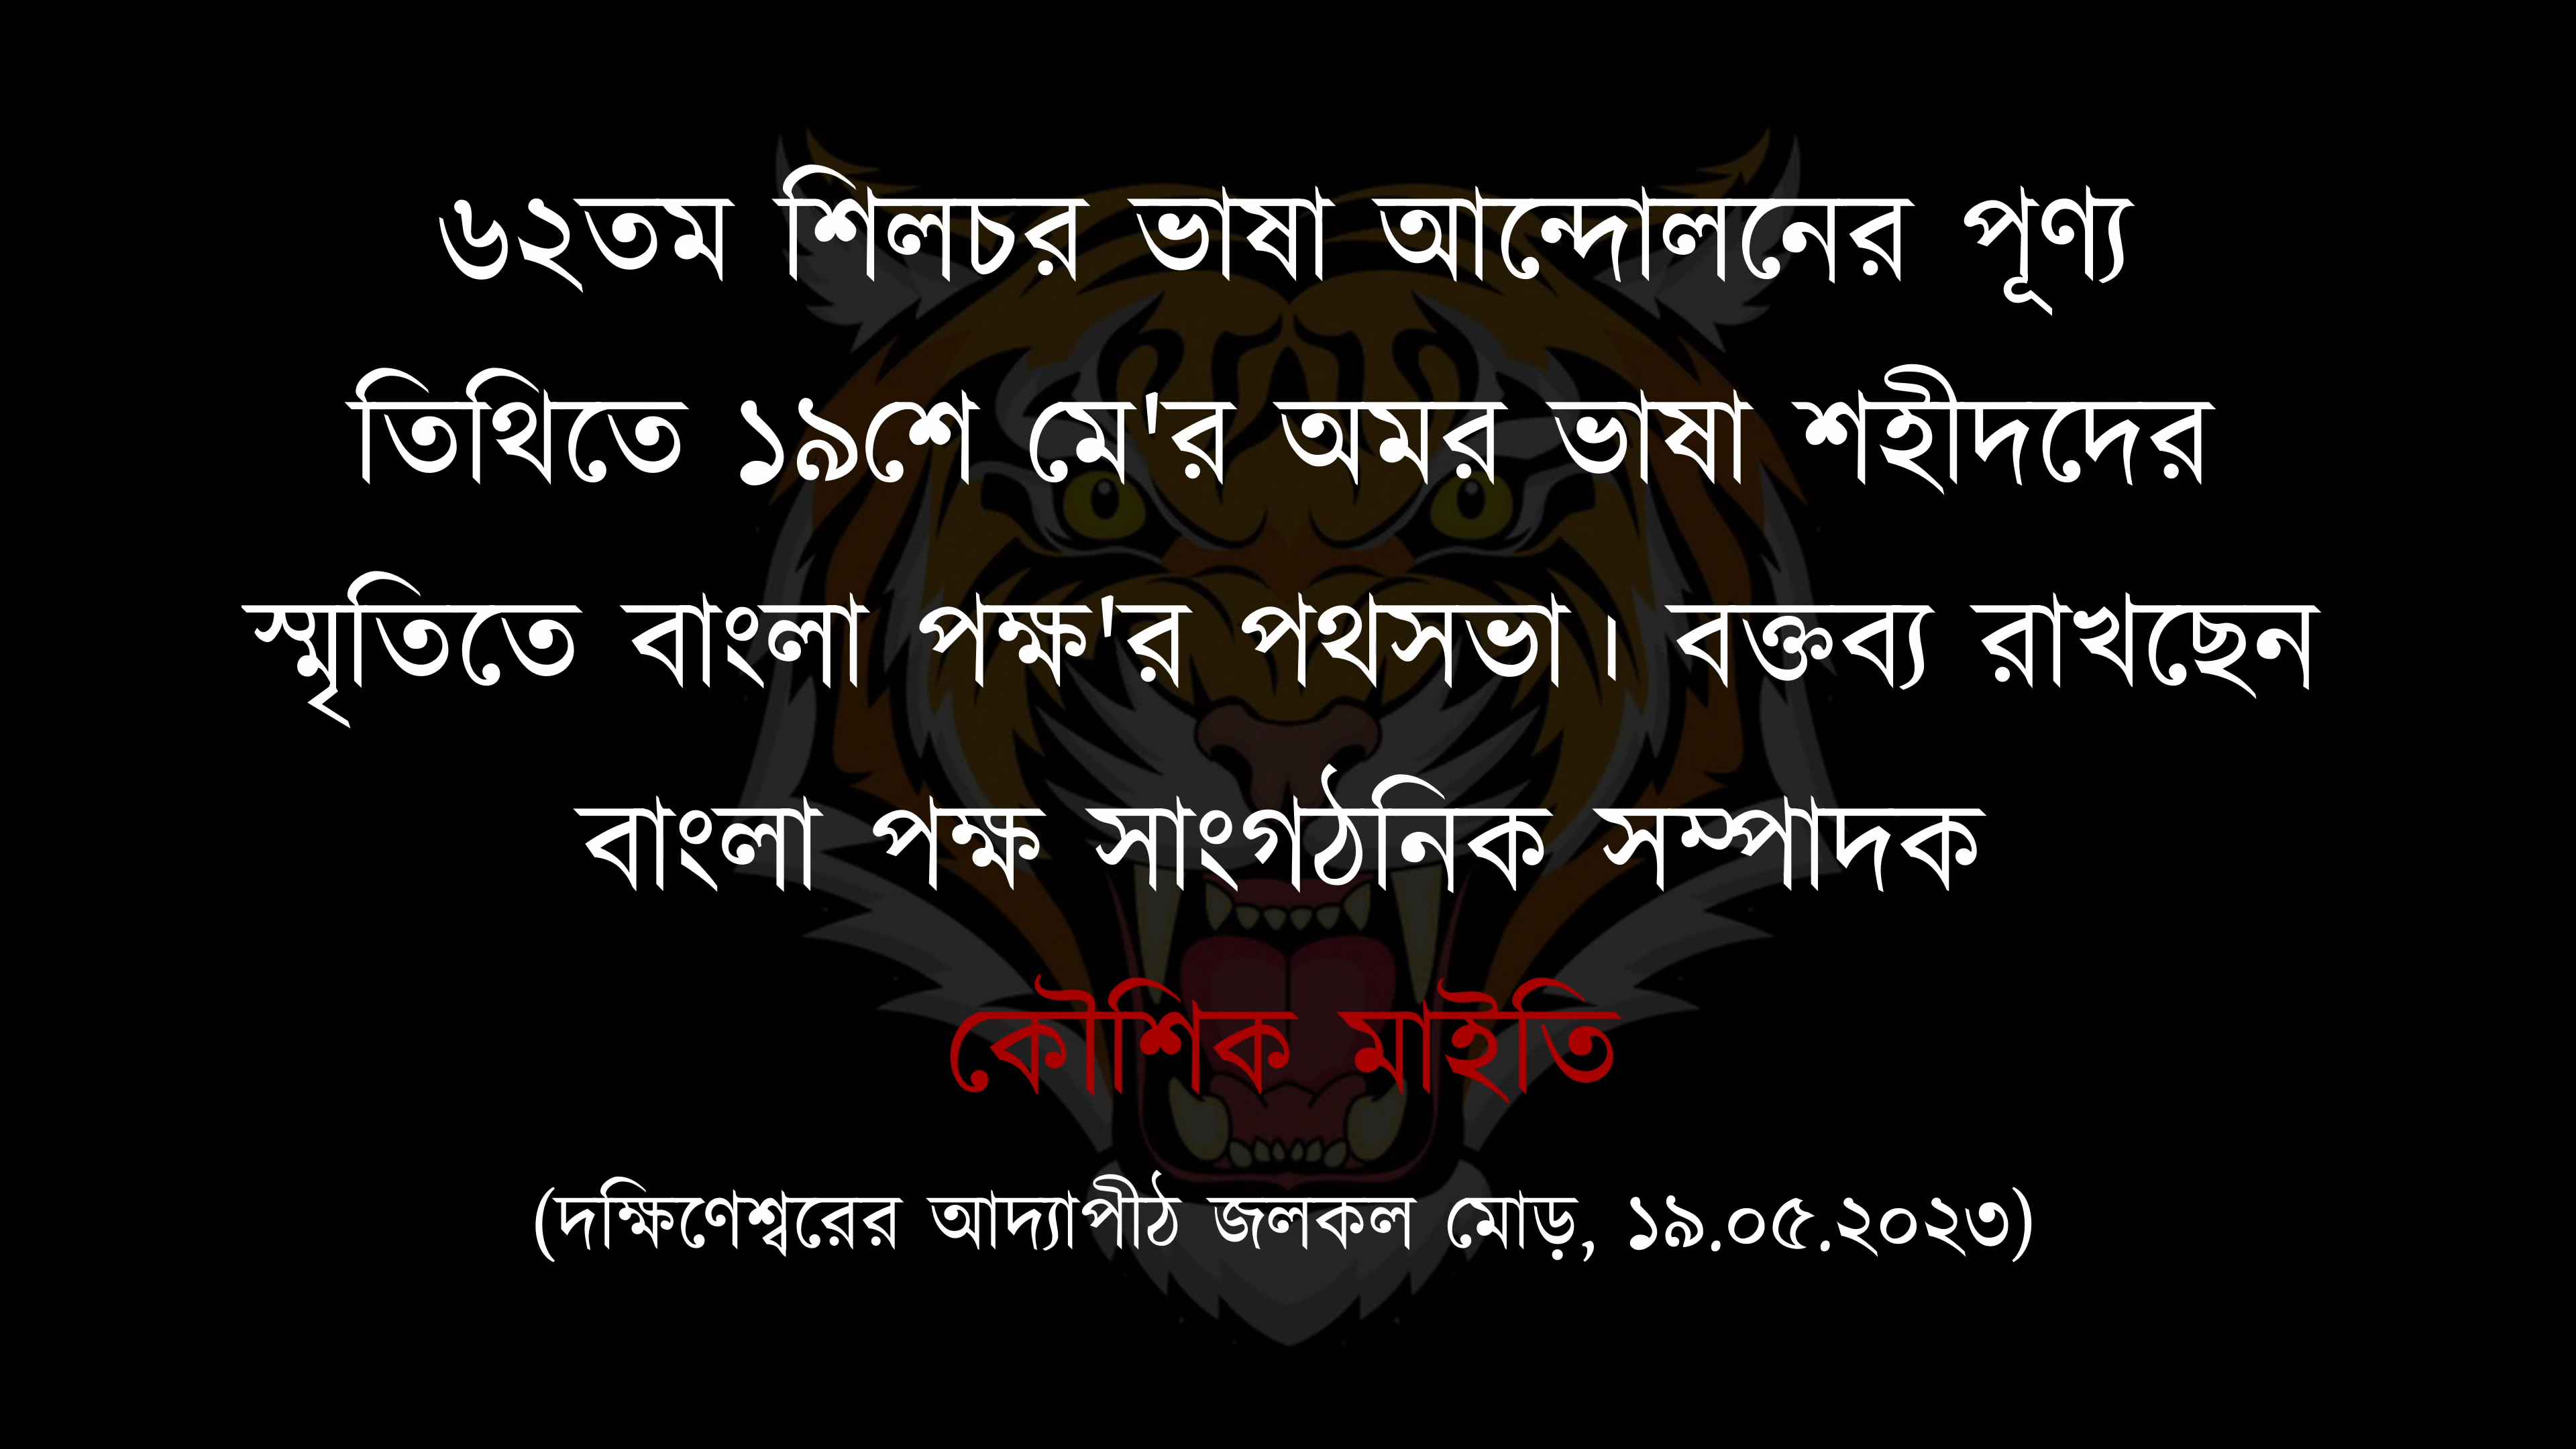 ৬২তম শিলচর ভাষা আন্দোলনের পূণ্য
তিথিতে ১৯শে মে'র অমর ভাষা শহীদদের
স্মৃতিতে বাংলা পক্ষ'র পথসভা। বক্তব্য রাখছেন
বাংলা পক্ষ সাংগঠনিক সম্পাদক
কৌশিক মাইতি
(দক্ষিণেশ্বরের আদ্যাপীঠ জলকল মোড়, ১৯.০৫.২০২৩)